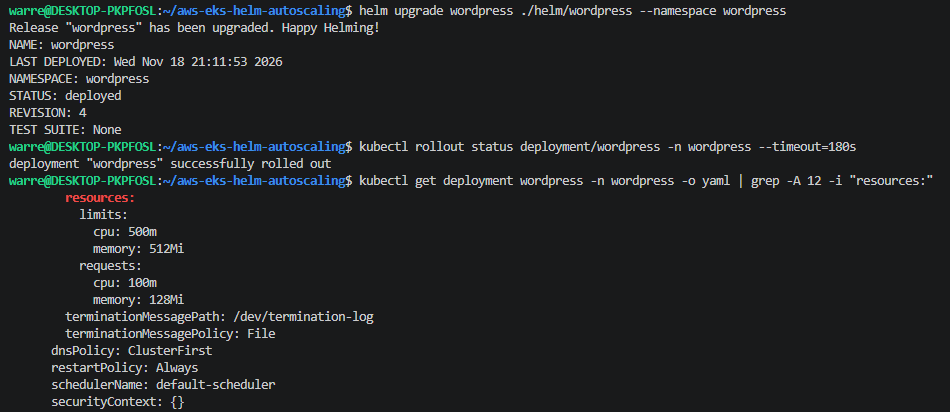 warre@DESKTOP-PKPFOSL:~/aws-eks-helm-autoscaling$ helm upgrade wordpress ./helm/wordpress --namespace wordpress
Release "wordpress" has been upgraded. Happy Helming!
NAME: wordpress
LAST DEPLOYED: Wed Nov 18 21:11:53 2026
NAMESPACE: wordpress
STATUS: deployed
REVISION: 4
TEST SUITE: None
warre@DESKTOP-PKPFOSL:~/aws-eks-helm-autoscaling$ kubectl rollout status deployment/wordpress -n wordpress --timeout=180s
deployment "wordpress" successfully rolled out
warre@DESKTOP-PKPFOSL:~/aws-eks-helm-autoscaling$ kubectl get deployment wordpress -n wordpress -o yaml | grep -A 12 -i "resources:"
        resources:
          limits:
            cpu: 500m
            memory: 512Mi
          requests:
            cpu: 100m
            memory: 128Mi
        terminationMessagePath: /dev/termination-log
        terminationMessagePolicy: File
      dnsPolicy: ClusterFirst
      restartPolicy: Always
      schedulerName: default-scheduler
      securityContext: {}